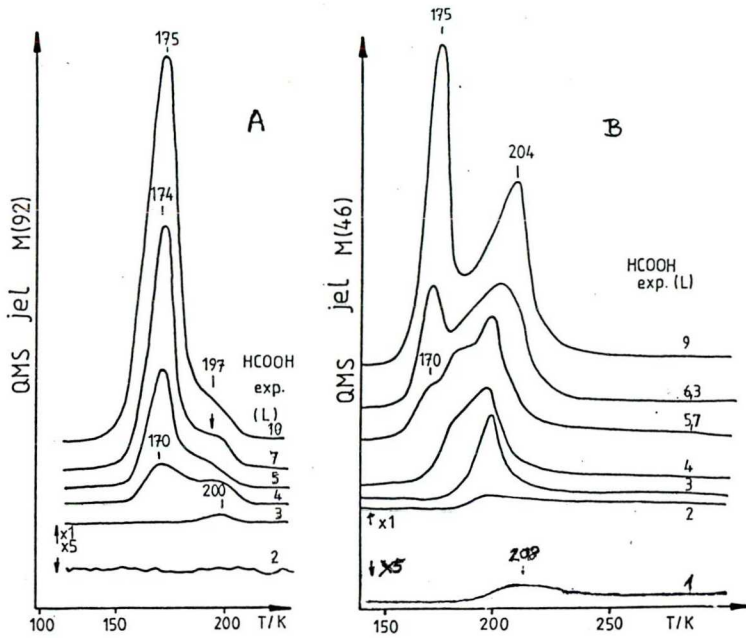 175
A
174
QMS jel M(92)
197
HCOOH
exp.
(L)
10
7
170
5
4
200
3
x1
x5
2
100 150 200 T/K
175
B
204
QMS jel M(46)
HCOOH
exp. (L)
9
170
6,3
5,7
4
3
x1
2
x5
208
1
150 200 250 T/K